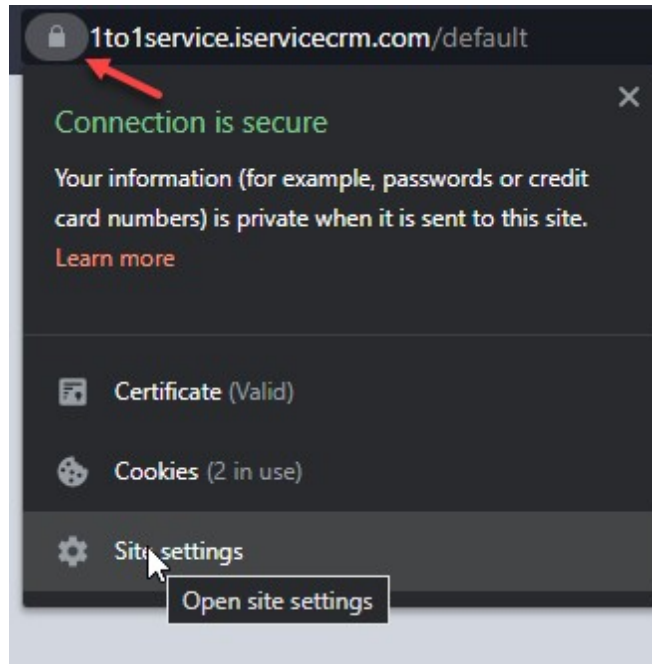 1to1service.iservicecrm.com/default
Connection is secure
Your information (for example, passwords or credit
card numbers) is private when it is sent to this site.
Learn more
Certificate (Valid)
Cookies (2 in use)
Site settings
Open site settings